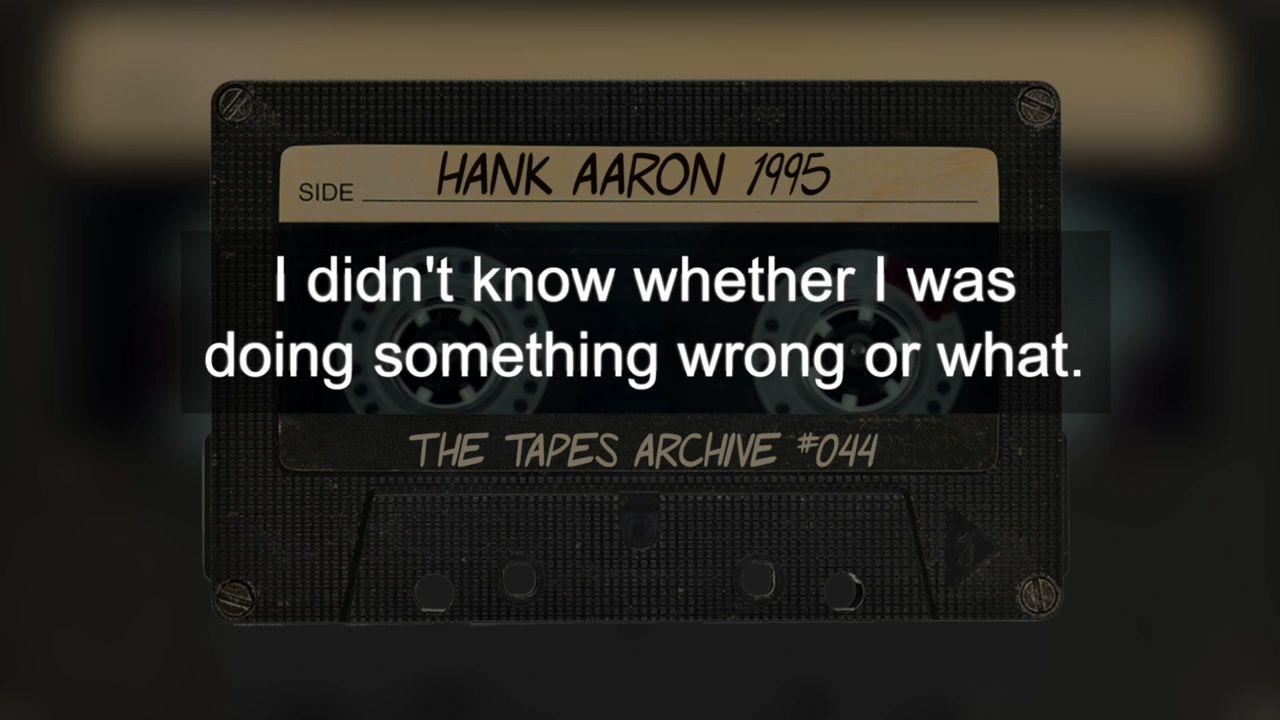 HANK AARON 1995
SIDE
I didn't know whether I was
doing something wrong or what.
THE TAPES ARCHIVE #044